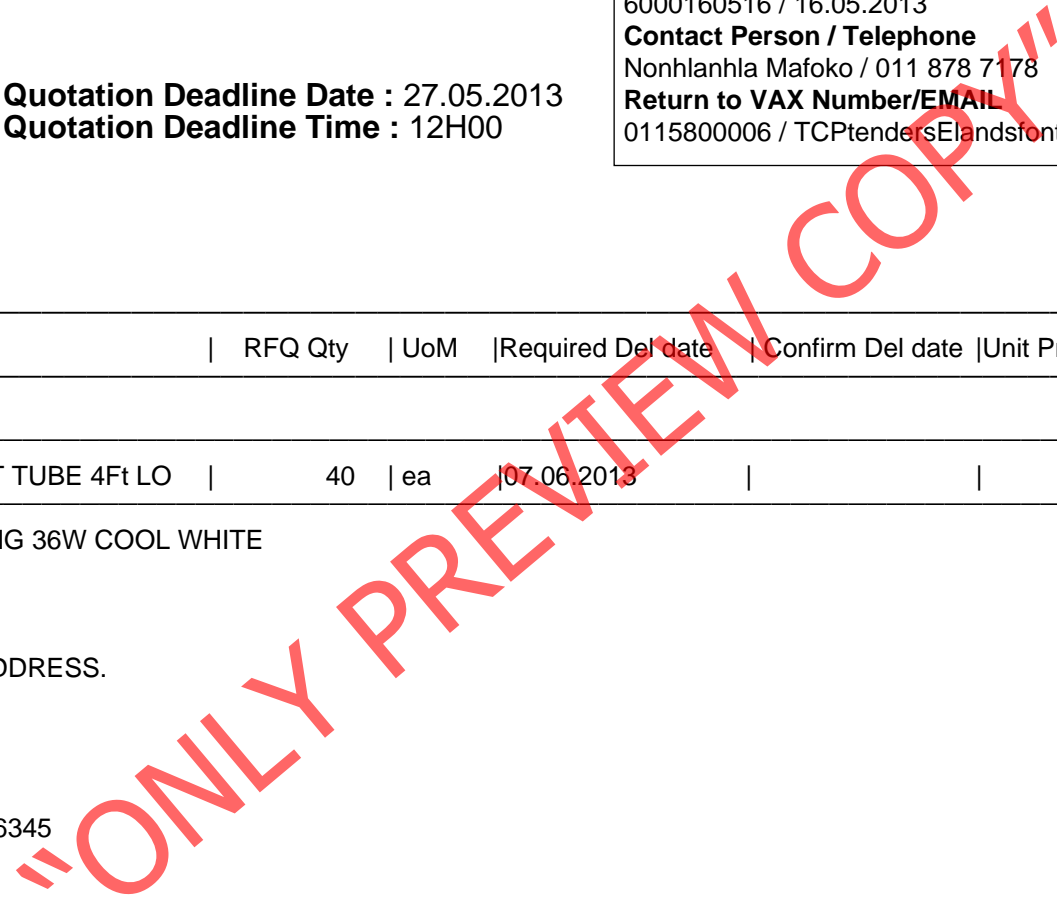 6000160516 / 16.05.2013
Contact Person / Telephone
Nonhlanhla Mafoko / 011 878 7178
Return to VAX Number/EMAIL
0115800006 / TCPtendersElandsfont
Quotation Deadline Date : 27.05.2013
Quotation Deadline Time : 12H00
| RFQ Qty | UoM |Required Del date | Confirm Del date |Unit Pr
T TUBE 4Ft LO | 40 | ea |07.06.2013 | |
NG 36W COOL WHITE
DDRESS.
6345
"ONLY PREVIEW COPY"